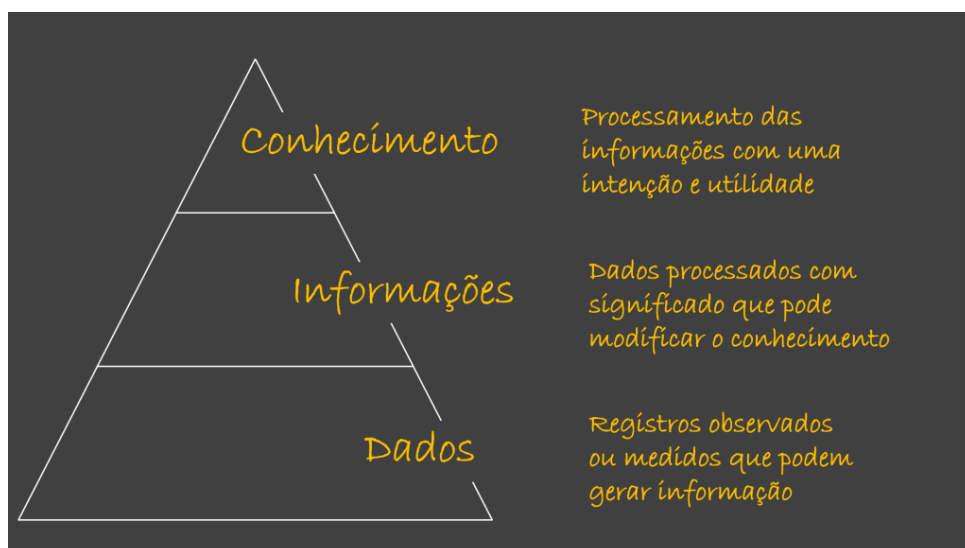 Conhecimento
Processamento das
informações com uma
intenção e utilidade
Informações
Dados processados com
significado que pode
modificar o conhecimento
Dados
Registros observados
ou medidos que podem
gerar informação